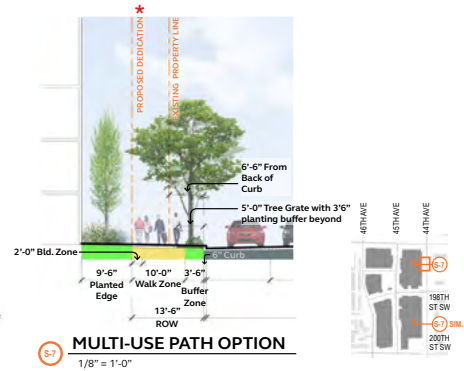 *
PROPOSED DEDICATION
EXISTING PROPERTY LINE
6'-6" From
Back of
Curb
5'-0" Tree Grate with 3'6"
planting buffer beyond
2'-0" Bld. Zone
6" Curb
9'-6"
Planted
Edge
10'-0"
Walk Zone
3'-6"
Buffer
Zone
13'-6"
ROW
S-7
MULTI-USE PATH OPTION
1/8" = 1'-0"
46TH AVE
45TH AVE
44TH AVE
S-7
198TH
ST SW
S-7 SIM.
200TH
ST SW